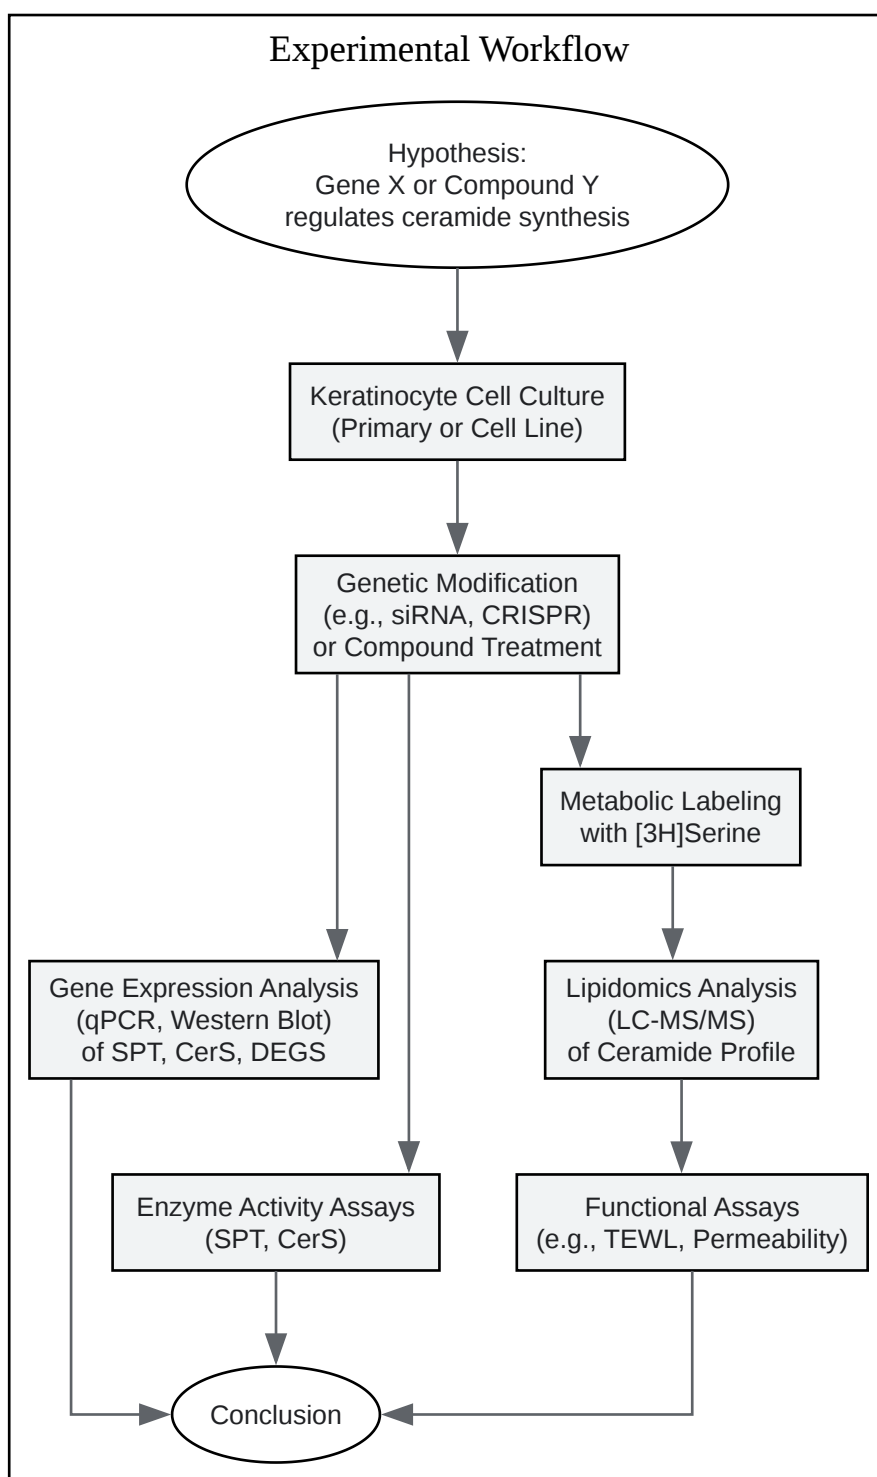 Experimental Workflow
Hypothesis:
Gene X or Compound Y
regulates ceramide synthesis
Keratinocyte Cell Culture
(Primary or Cell Line)
Genetic Modification
(e.g., siRNA, CRISPR)
or Compound Treatment
Metabolic Labeling
with [3H]Serine
Gene Expression Analysis
(qPCR, Western Blot)
of SPT, CerS, DEGS
Lipidomics Analysis
(LC-MS/MS)
of Ceramide Profile
Enzyme Activity Assays
(SPT, CerS)
Functional Assays
(e.g., TEWL, Permeability)
Conclusion